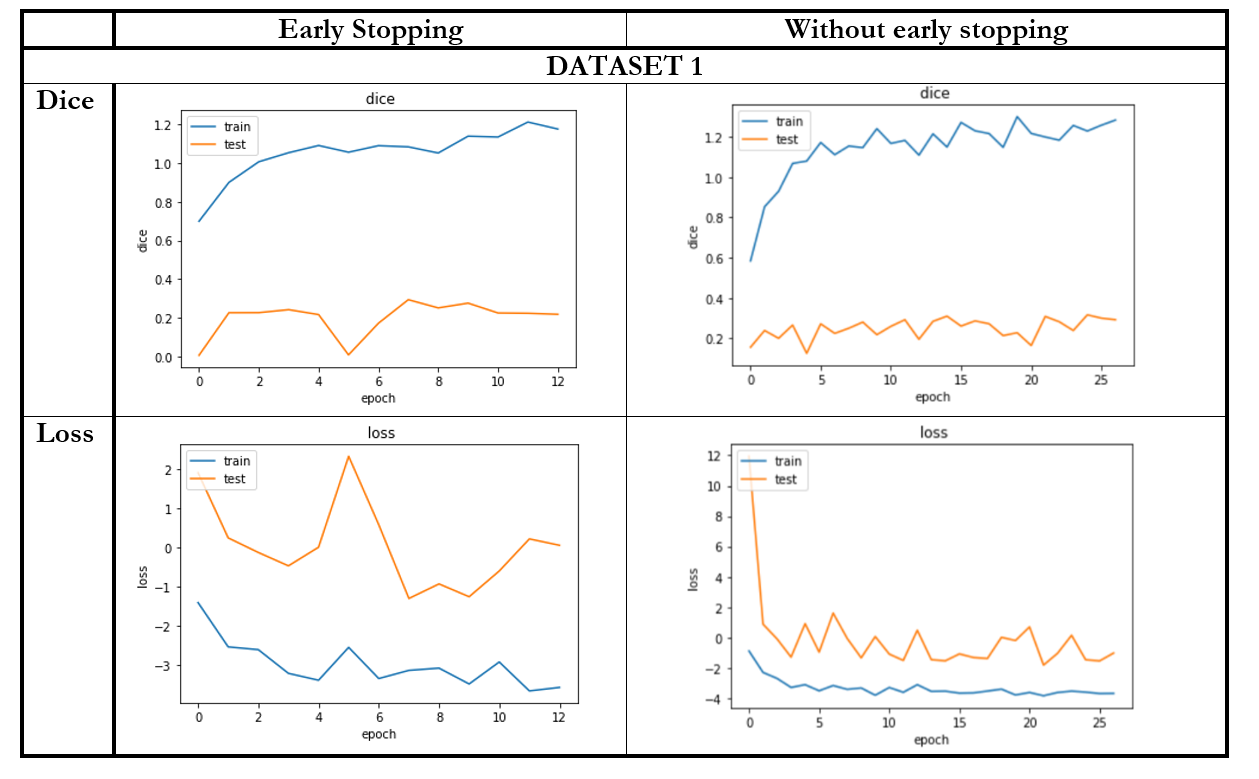 Early Stopping
Without early stopping
DATASET 1
Dice
dice
train
test
1.2
1.0
0.8
0.6
0.4
0.2
0.0
dice
0 2 4 6 8 10 12
epoch
dice
train
test
1.2
1.0
0.8
0.6
0.4
0.2
dice
0 5 10 15 20 25
epoch
Loss
loss
train
test
2
1
0
−1
−2
−3
loss
0 2 4 6 8 10 12
epoch
loss
train
test
12
10
8
6
4
2
0
−2
−4
loss
0 5 10 15 20 25
epoch